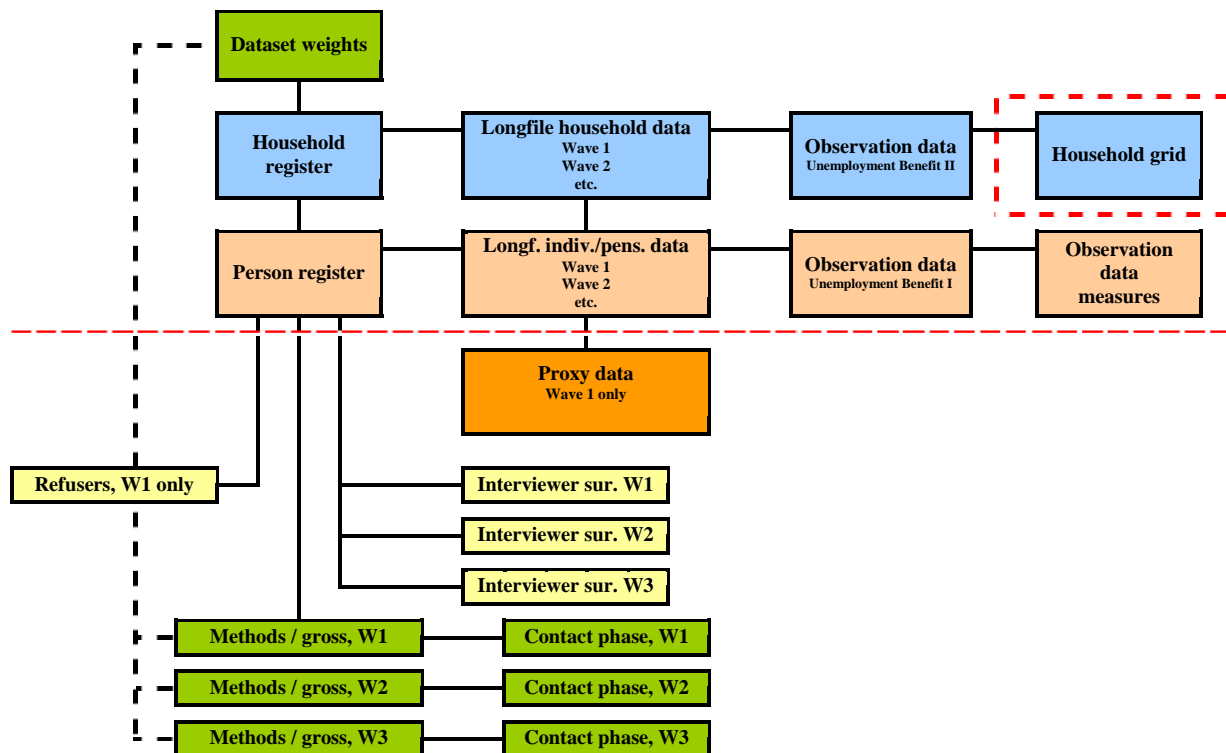 Dataset weights
Household
register
Longfile household data
Wave 1
Wave 2
etc.
Observation data
Unemployment Benefit II
Household grid
Person register
Longf. indiv./pens. data
Wave 1
Wave 2
etc.
Observation data
Unemployment Benefit I
Observation
data
measures
Proxy data
Wave 1 only
Refusers, W1 only
Interviewer sur. W1
Interviewer sur. W2
Interviewer sur. W3
Methods / gross, W1
Contact phase, W1
Methods / gross, W2
Contact phase, W2
Methods / gross, W3
Contact phase, W3